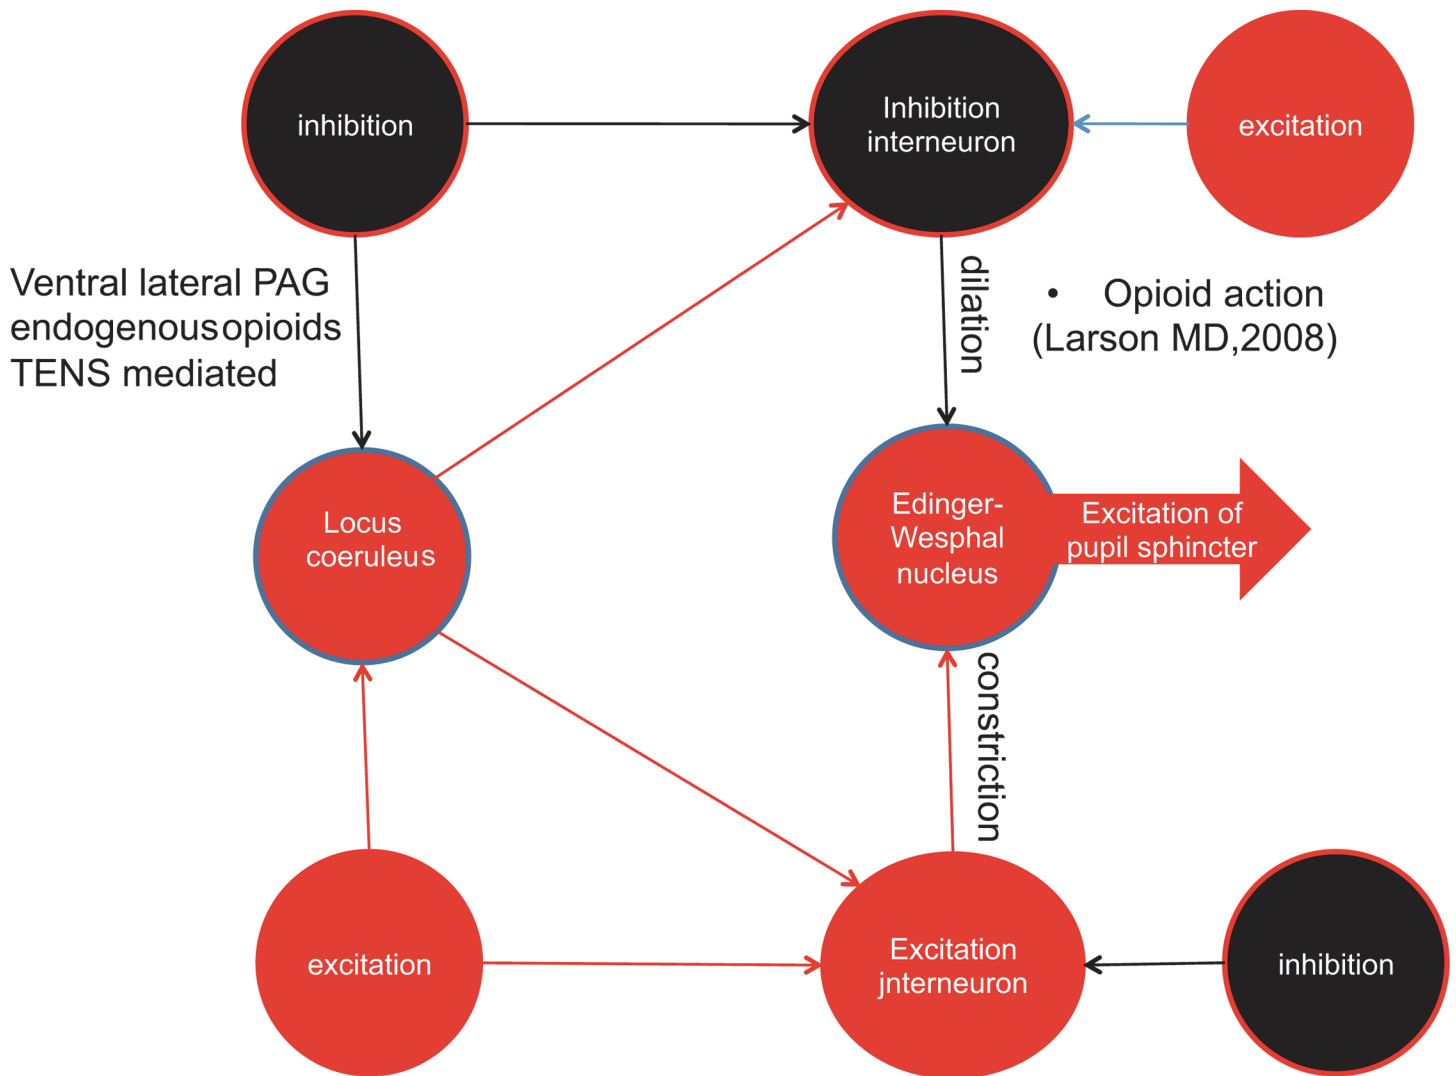 inhibition
Inhibition
interneuron
excitation
Ventral lateral PAG
endogenous opioids
TENS mediated
dilation
• Opioid action
(Larson MD,2008)
Locus
coeruleus
Edinger-
Wesphal
nucleus
Excitation of
pupil sphincter
constriction
excitation
Excitation
jnterneuron
inhibition